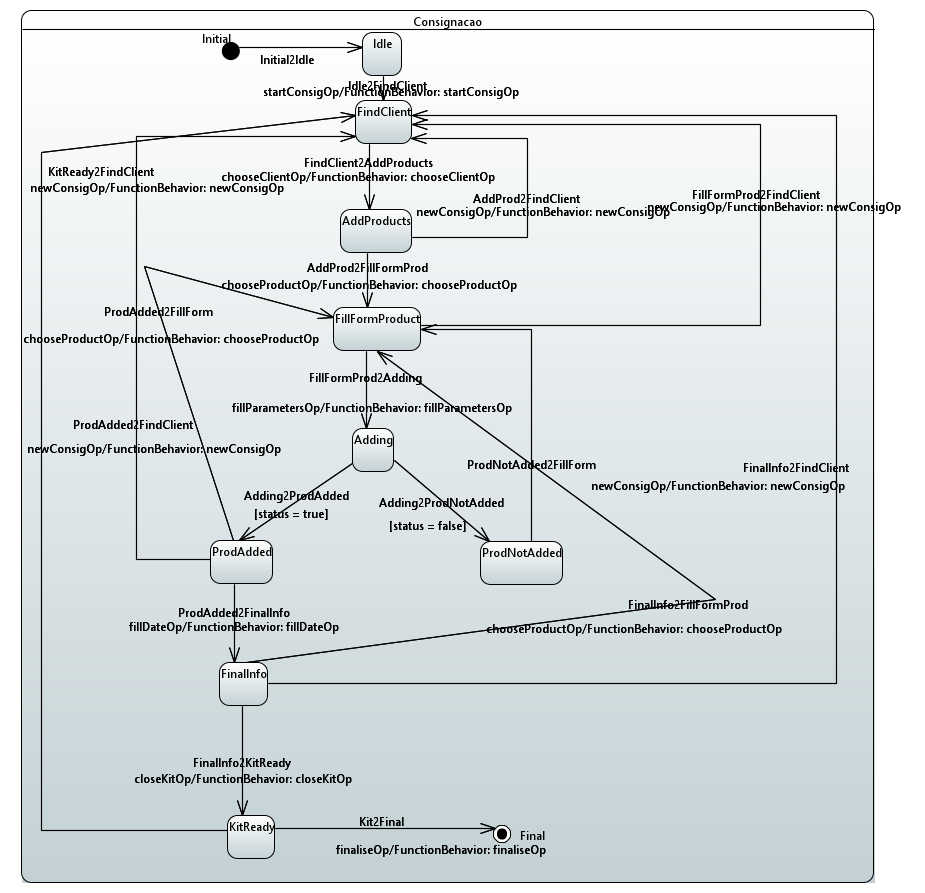 Consignacao
Initial
Idle
Initial2Idle
Idle2FindClient
startConsigOp/FunctionBehavior: startConsigOp
FindClient
FindClient2AddProducts
chooseClientOp/FunctionBehavior: chooseClientOp
KitReady2FindClient
newConsigOp/FunctionBehavior: newConsigOp
AddProd2FindClient
newConsigOp/FunctionBehavior: newConsigOp
FillFormProd2FindClient
newConsigOp/FunctionBehavior: newConsigOp
AddProducts
AddProd2FillFormProd
chooseProductOp/FunctionBehavior: chooseProductOp
ProdAdded2FillForm
chooseProductOp/FunctionBehavior: chooseProductOp
FillFormProduct
FillFormProd2Adding
fillParametersOp/FunctionBehavior: fillParametersOp
ProdAdded2FindClient
newConsigOp/FunctionBehavior: newConsigOp
Adding
ProdNotAdded2FillForm
FinalInfo2FindClient
newConsigOp/FunctionBehavior: newConsigOp
Adding2ProdAdded
[status = true]
Adding2ProdNotAdded
[status = false]
ProdAdded
ProdNotAdded
ProdAdded2FinalInfo
fillDateOp/FunctionBehavior: fillDateOp
FinalInfo2FillFormProd
chooseProductOp/FunctionBehavior: chooseProductOp
FinalInfo
FinalInfo2KitReady
closeKitOp/FunctionBehavior: closeKitOp
KitReady
Kit2Final
Final
finaliseOp/FunctionBehavior: finaliseOp